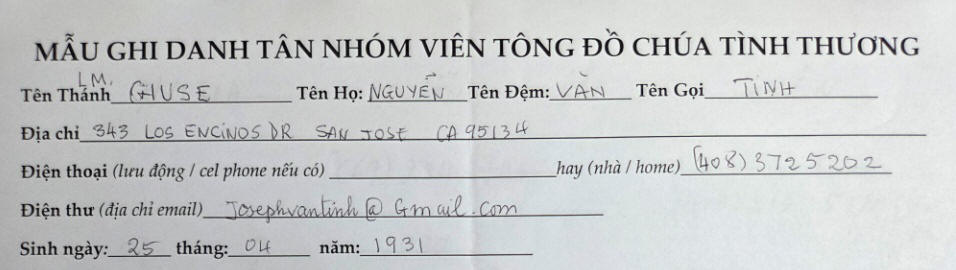 MẪU GHI DANH TÂN NHÓM VIÊN TÔNG ĐỒ CHÚA TÌNH THƯƠNG
LM.
Tên Thánh GIUSE Tên Họ: NGUYỄN Tên Đệm: VĂN Tên Gọi TINH
Địa chỉ 343 LOS ENCINOS DR SAN JOSE CA 95134
Điện thoại (lưu động / cel phone nếu có) hay (nhà / home) (408) 3725202
Điện thư (địa chỉ email) Josephvantinh@Gmail.com
Sinh ngày: 25 tháng: 04 năm: 1931